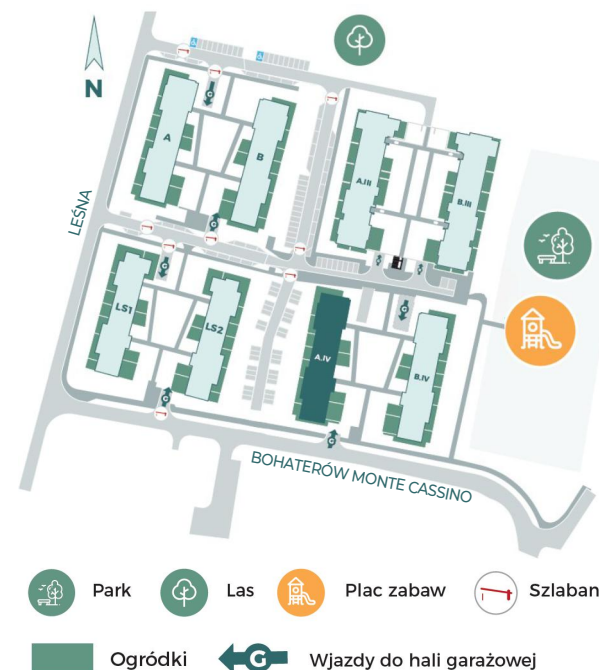 N
A
B
A.III
B.III
LEŚNA
LS1
LS2
A.IV
B.IV
G
G
G
G
G
G
BOHATERÓW MONTE CASSINO
Park
Las
Plac zabaw
Szlaban
Ogródki
G
Wjazdy do hali garażowej